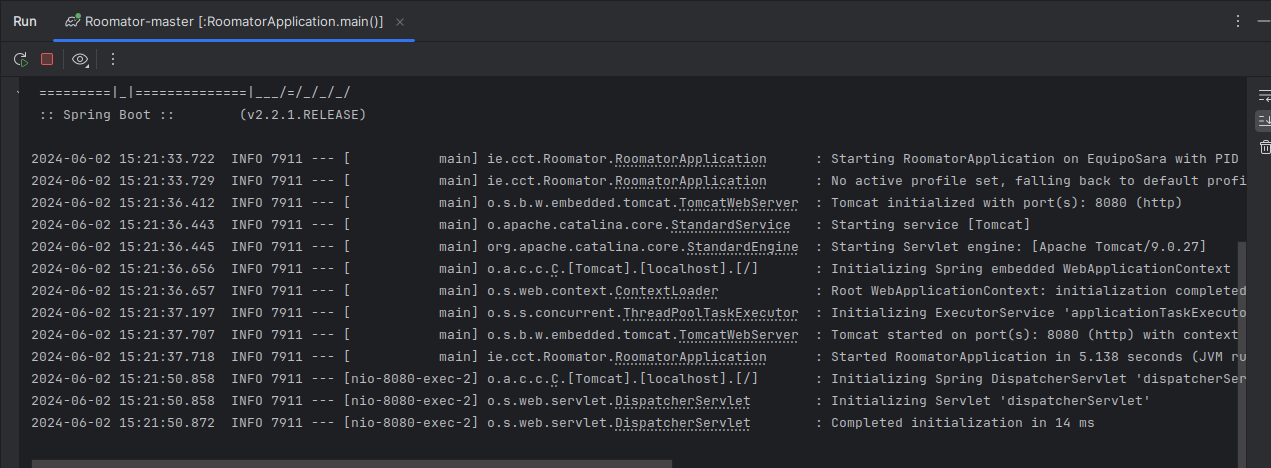 Run
Roomator-master [:RoomatorApplication.main()]
=========|_|==============|___/=/_/_/_/
:: Spring Boot ::        (v2.2.1.RELEASE)
2024-06-02 15:21:33.722  INFO 7911 --- [           main] ie.cct.Roomator.RoomatorApplication      : Starting RoomatorApplication on EquipoSara with PID
2024-06-02 15:21:33.729  INFO 7911 --- [           main] ie.cct.Roomator.RoomatorApplication      : No active profile set, falling back to default profi
2024-06-02 15:21:36.412  INFO 7911 --- [           main] o.s.b.w.embedded.tomcat.TomcatWebServer  : Tomcat initialized with port(s): 8080 (http)
2024-06-02 15:21:36.443  INFO 7911 --- [           main] o.apache.catalina.core.StandardService   : Starting service [Tomcat]
2024-06-02 15:21:36.445  INFO 7911 --- [           main] org.apache.catalina.core.StandardEngine  : Starting Servlet engine: [Apache Tomcat/9.0.27]
2024-06-02 15:21:36.656  INFO 7911 --- [           main] o.a.c.c.C.[Tomcat].[localhost].[/]       : Initializing Spring embedded WebApplicationContext
2024-06-02 15:21:36.657  INFO 7911 --- [           main] o.s.web.context.ContextLoader            : Root WebApplicationContext: initialization completed
2024-06-02 15:21:37.197  INFO 7911 --- [           main] o.s.s.concurrent.ThreadPoolTaskExecutor  : Initializing ExecutorService 'applicationTaskExecuto
2024-06-02 15:21:37.707  INFO 7911 --- [           main] o.s.b.w.embedded.tomcat.TomcatWebServer  : Tomcat started on port(s): 8080 (http) with context
2024-06-02 15:21:37.718  INFO 7911 --- [           main] ie.cct.Roomator.RoomatorApplication      : Started RoomatorApplication in 5.138 seconds (JVM ru
2024-06-02 15:21:50.858  INFO 7911 --- [nio-8080-exec-2] o.a.c.c.C.[Tomcat].[localhost].[/]       : Initializing Spring DispatcherServlet 'dispatcherSer
2024-06-02 15:21:50.858  INFO 7911 --- [nio-8080-exec-2] o.s.web.servlet.DispatcherServlet        : Initializing Servlet 'dispatcherServlet'
2024-06-02 15:21:50.872  INFO 7911 --- [nio-8080-exec-2] o.s.web.servlet.DispatcherServlet        : Completed initialization in 14 ms